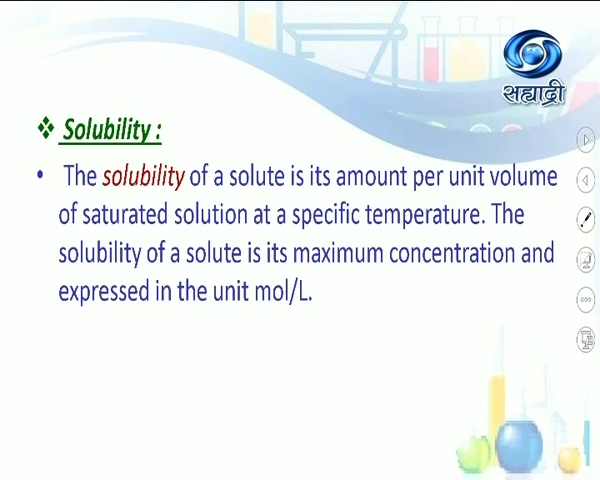 सह्याद्री
❖ Solubility :
• The solubility of a solute is its amount per unit volume
of saturated solution at a specific temperature. The
solubility of a solute is its maximum concentration and
expressed in the unit mol/L.